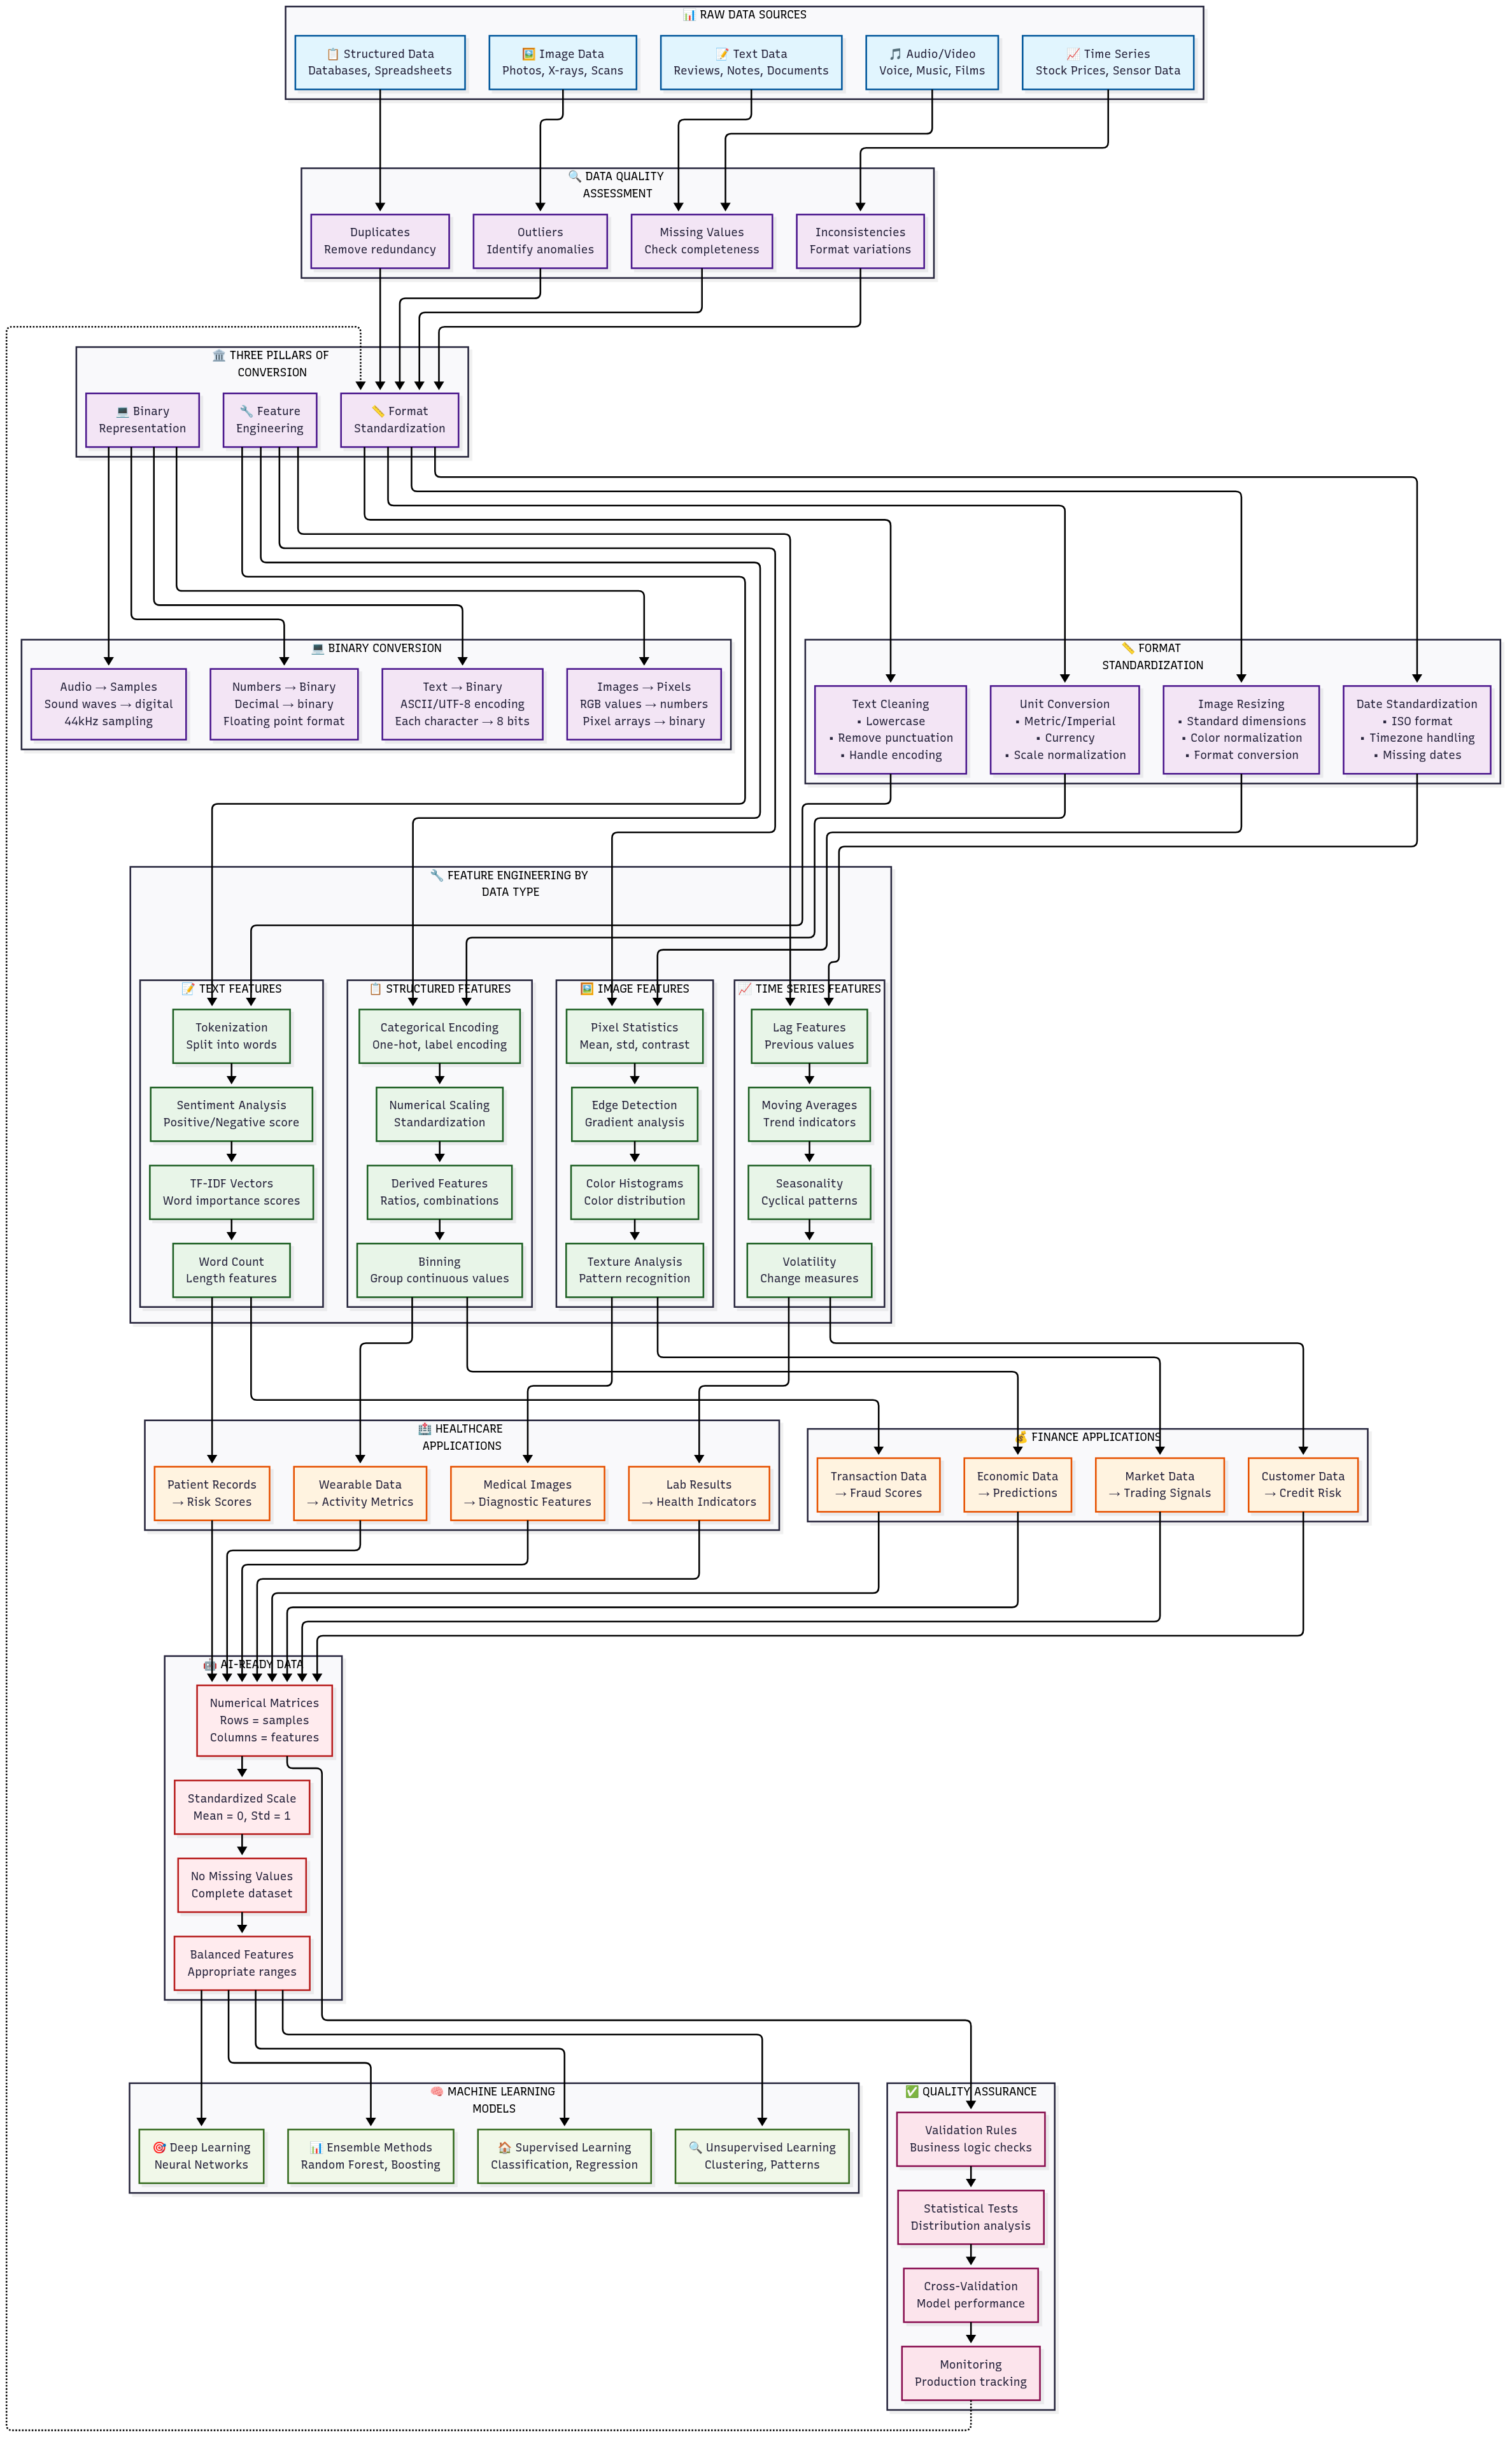 📊 RAW DATA SOURCES
📋 Structured Data
Databases, Spreadsheets
🖼️ Image Data
Photos, X-rays, Scans
📝 Text Data
Reviews, Notes, Documents
🎵 Audio/Video
Voice, Music, Films
📈 Time Series
Stock Prices, Sensor Data
🔍 DATA QUALITY
ASSESSMENT
Duplicates
Remove redundancy
Outliers
Identify anomalies
Missing Values
Check completeness
Inconsistencies
Format variations
🏛️ THREE PILLARS OF
CONVERSION
💻 Binary
Representation
🔧 Feature
Engineering
📏 Format
Standardization
💻 BINARY CONVERSION
Audio → Samples
Sound waves → digital
44kHz sampling
Numbers → Binary
Decimal → binary
Floating point format
Text → Binary
ASCII/UTF-8 encoding
Each character → 8 bits
Images → Pixels
RGB values → numbers
Pixel arrays → binary
📏 FORMAT
STANDARDIZATION
Text Cleaning
• Lowercase
• Remove punctuation
• Handle encoding
Unit Conversion
• Metric/Imperial
• Currency
• Scale normalization
Image Resizing
• Standard dimensions
• Color normalization
• Format conversion
Date Standardization
• ISO format
• Timezone handling
• Missing dates
🔧 FEATURE ENGINEERING BY
DATA TYPE
📝 TEXT FEATURES
Tokenization
Split into words
Sentiment Analysis
Positive/Negative score
TF-IDF Vectors
Word importance scores
Word Count
Length features
📋 STRUCTURED FEATURES
Categorical Encoding
One-hot, label encoding
Numerical Scaling
Standardization
Derived Features
Ratios, combinations
Binning
Group continuous values
🖼️ IMAGE FEATURES
Pixel Statistics
Mean, std, contrast
Edge Detection
Gradient analysis
Color Histograms
Color distribution
Texture Analysis
Pattern recognition
📈 TIME SERIES FEATURES
Lag Features
Previous values
Moving Averages
Trend indicators
Seasonality
Cyclical patterns
Volatility
Change measures
🏥 HEALTHCARE
APPLICATIONS
Patient Records
→ Risk Scores
Wearable Data
→ Activity Metrics
Medical Images
→ Diagnostic Features
Lab Results
→ Health Indicators
💰 FINANCE APPLICATIONS
Transaction Data
→ Fraud Scores
Economic Data
→ Predictions
Market Data
→ Trading Signals
Customer Data
→ Credit Risk
🤖 AI-READY DATA
Numerical Matrices
Rows = samples
Columns = features
Standardized Scale
Mean = 0, Std = 1
No Missing Values
Complete dataset
Balanced Features
Appropriate ranges
🧠 MACHINE LEARNING
MODELS
🎯 Deep Learning
Neural Networks
📊 Ensemble Methods
Random Forest, Boosting
🏠 Supervised Learning
Classification, Regression
🔍 Unsupervised Learning
Clustering, Patterns
✅ QUALITY ASSURANCE
Validation Rules
Business logic checks
Statistical Tests
Distribution analysis
Cross-Validation
Model performance
Monitoring
Production tracking